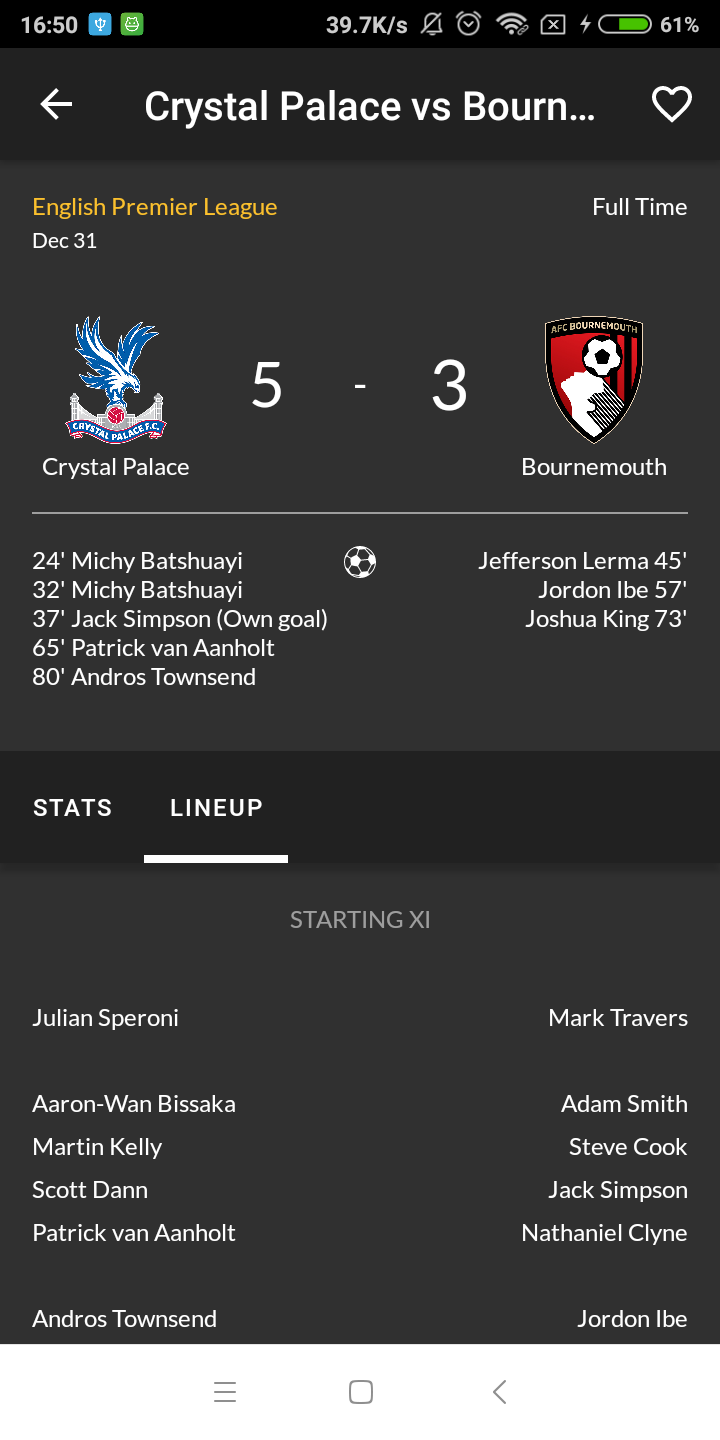 16:50 39.7K/s 61%
Crystal Palace vs Bourn...
English Premier League Full Time
Dec 31
CRYSTAL PALACE F.C.
AFC BOURNEMOUTH
5 - 3
Crystal Palace Bournemouth
24' Michy Batshuayi Jefferson Lerma 45'
32' Michy Batshuayi Jordon Ibe 57'
37' Jack Simpson (Own goal) Joshua King 73'
65' Patrick van Aanholt
80' Andros Townsend
STATS LINEUP
STARTING XI
Julian Speroni Mark Travers
Aaron-Wan Bissaka Adam Smith
Martin Kelly Steve Cook
Scott Dann Jack Simpson
Patrick van Aanholt Nathaniel Clyne
Andros Townsend Jordon Ibe